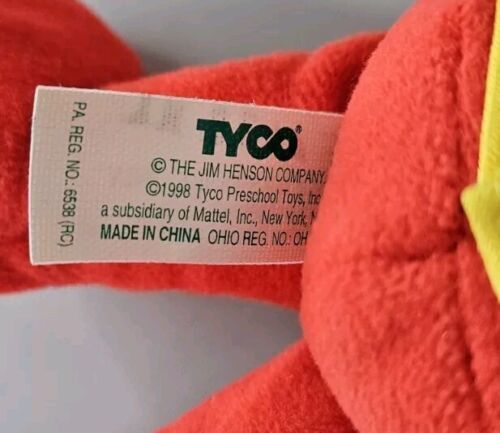 TYCO®
© THE JIM HENSON COMPANY.
©1998 Tyco Preschool Toys, Inc
a subsidiary of Mattel, Inc., New York,
MADE IN CHINA OHIO REG. NO.: OH
PA. REG. NO.: 6538 (RC)